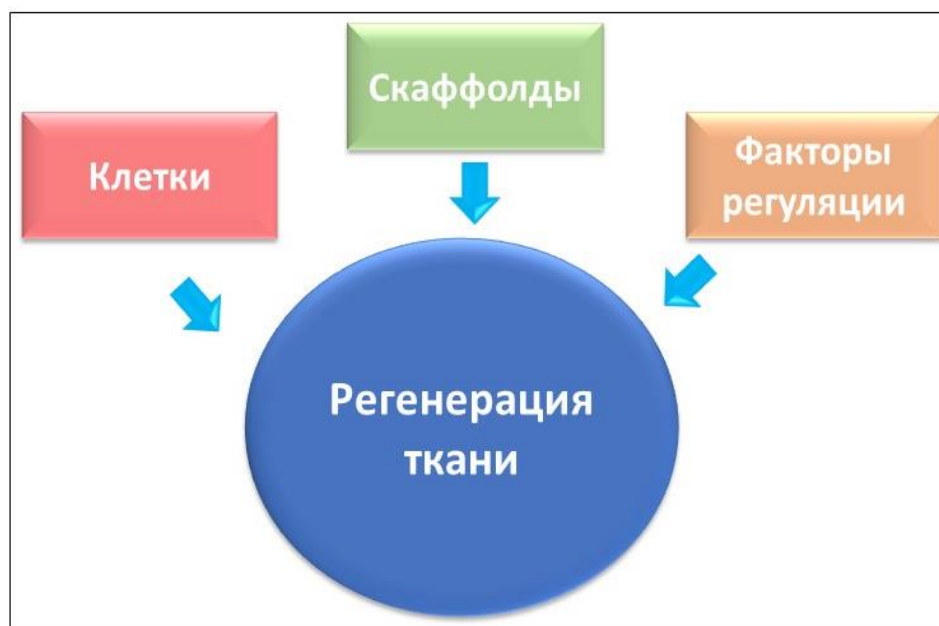 Скаффолды
Клетки
Факторы
регуляции
Регенерация
ткани